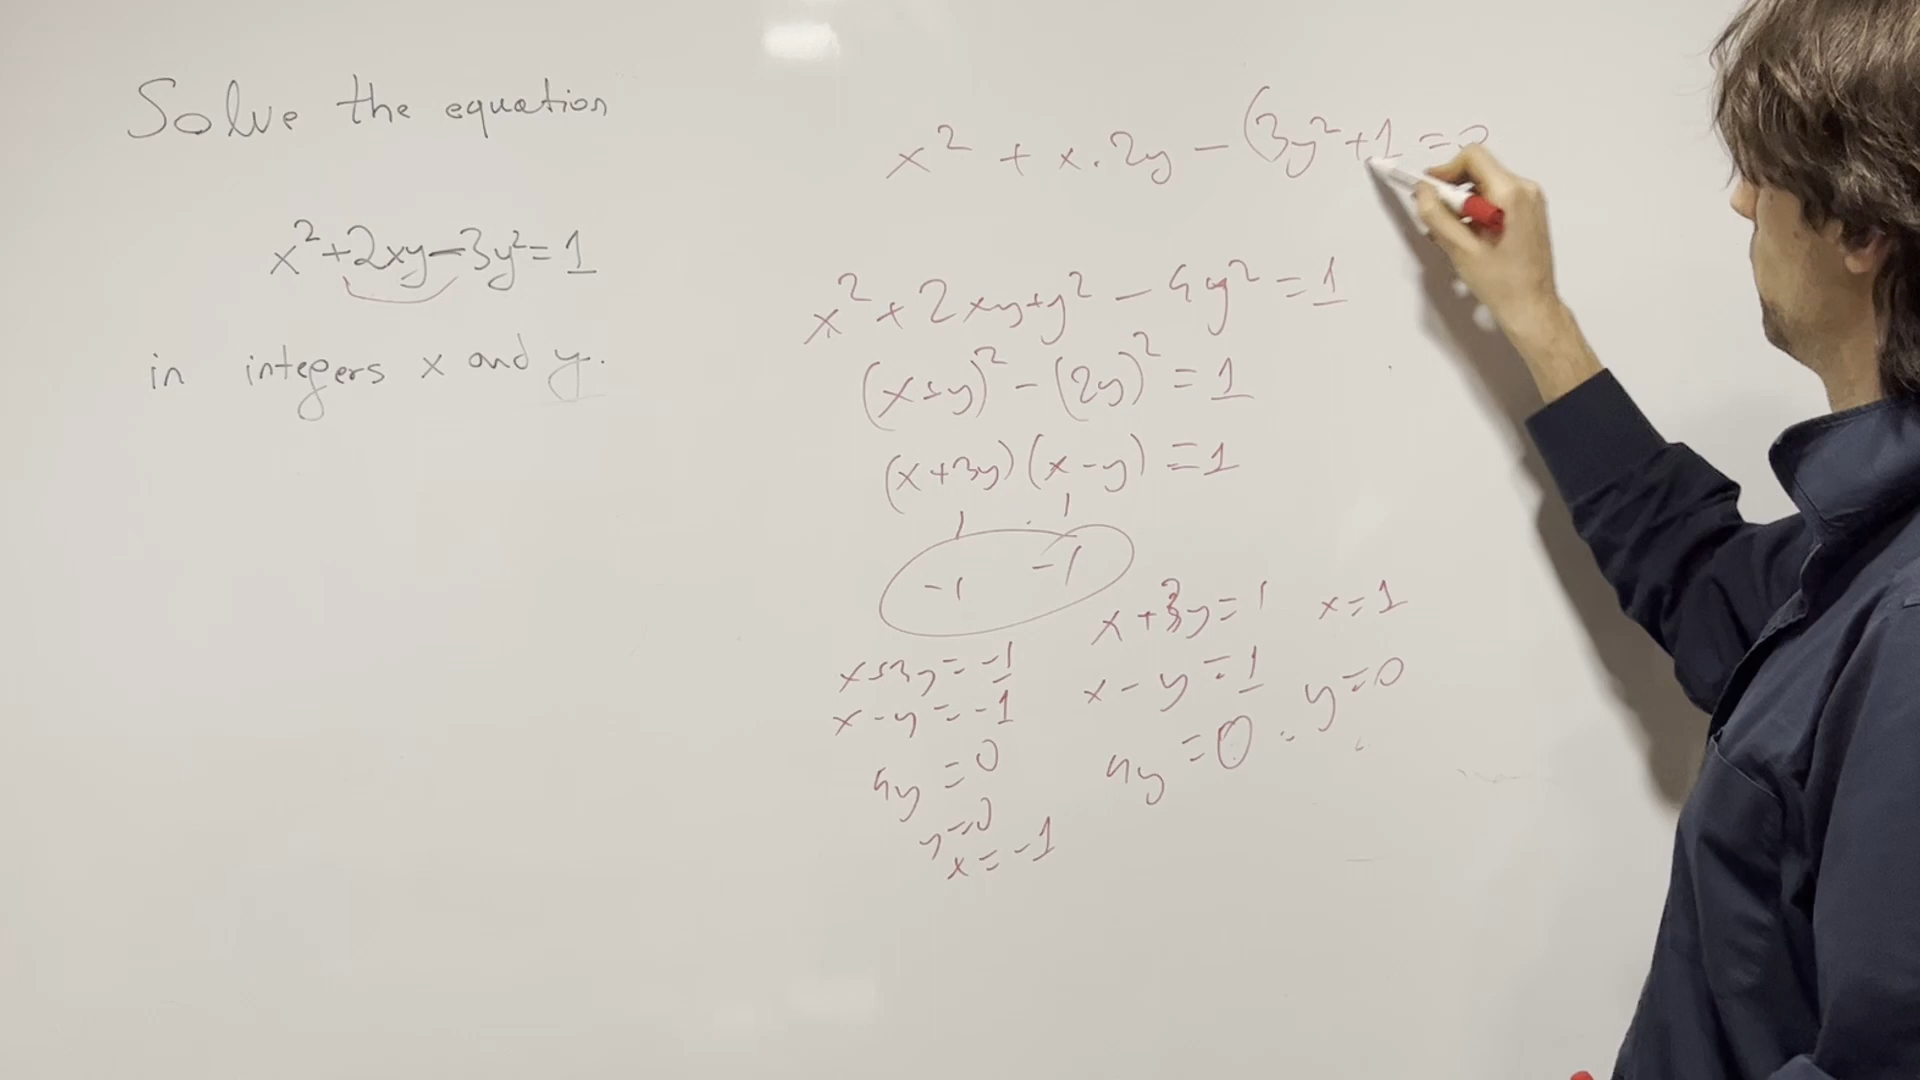 Solve the equation
x²+2xy-3y²=1
in integers x and y.
x² + x.2y - (3y²+1=0
x²+2xy+y² - 4y²=1
(x+y)² - (2y)² = 1
(x+3y)(x-y) = 1
1 1
-1 -1
x+3y=1 x=1
x-y=1 y=0
4y=0
x+3y=-1
x-y=-1
4y=0
y=0
x=-1